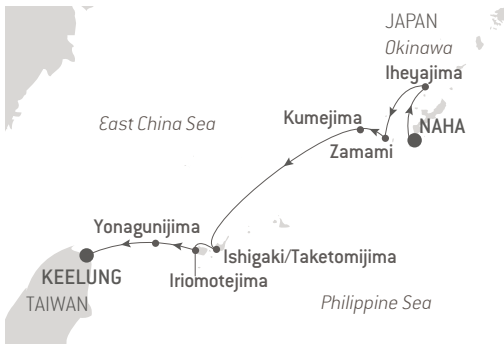 JAPAN
Okinawa
Iheyajima
Kumejima
NAHA
East China Sea
Zamami
Yonagunijima
Ishigaki/Taketomijima
KEELUNG
Iriomotejima
TAIWAN
Philippine Sea